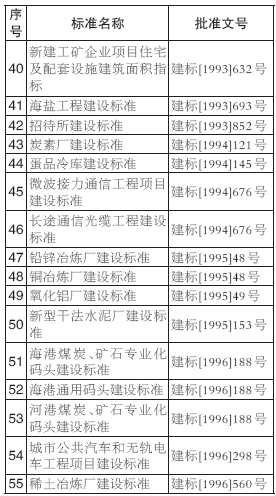 序号 标准名称 批准文号
40 新建工矿企业项目住宅及配套设施建筑面积指标 建标[1993]632号
41 海盐工程建设标准 建标[1993]693号
42 招待所建设标准 建标[1993]852号
43 炭素厂建设标准 建标[1994]121号
44 蛋品冷库建设标准 建标[1994]145号
45 微波接力通信工程项目建设标准 建标[1994]676号
46 长途通信光缆工程建设标准 建标[1994]676号
47 铅锌冶炼厂建设标准 建标[1995]48号
48 铜冶炼厂建设标准 建标[1995]48号
49 氧化铝厂建设标准 建标[1995]49号
50 新型干法水泥厂建设标准 建标[1995]153号
51 海港煤炭、矿石专业化码头建设标准 建标[1996]188号
52 海港通用码头建设标准 建标[1996]188号
53 河港煤炭、矿石专业化码头建设标准 建标[1996]188号
54 城市公共汽车和无轨电车工程项目建设标准 建标[1996]298号
55 稀土冶炼厂建设标准 建标[1996]560号